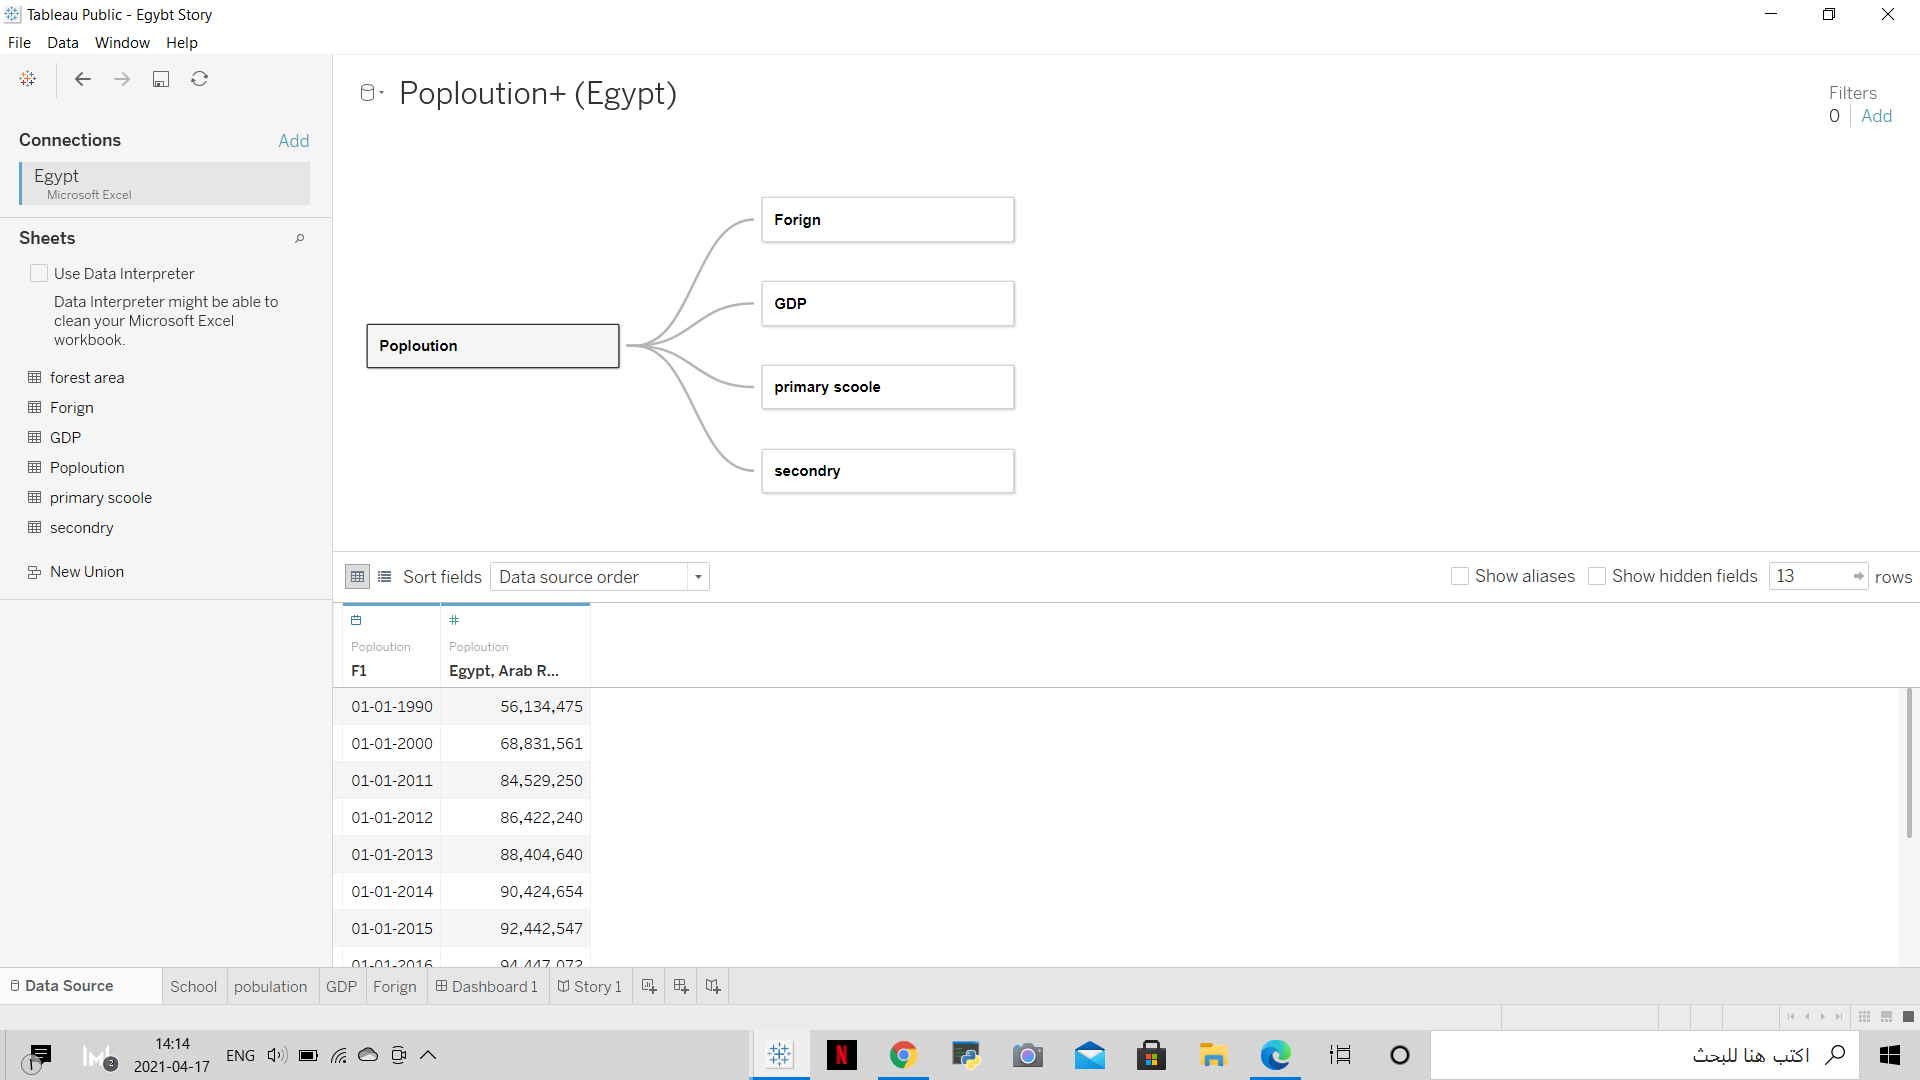 Tableau Public - Egybt Story
File Data Window Help
Connections Add
Egypt
Microsoft Excel
Sheets
Use Data Interpreter
Data Interpreter might be able to
clean your Microsoft Excel
workbook.
forest area
Forign
GDP
Poploution
primary scoole
secondry
New Union
Poploution+ (Egypt)
Filters
0 Add
Poploution
Forign
GDP
primary scoole
secondry
Sort fields Data source order
Show aliases Show hidden fields 13 rows
Poploution Poploution
F1 Egypt, Arab R...
01-01-1990 56,134,475
01-01-2000 68,831,561
01-01-2011 84,529,250
01-01-2012 86,422,240
01-01-2013 88,404,640
01-01-2014 90,424,654
01-01-2015 92,442,547
01-01-2016 94,447,072
Data Source School pobulation GDP Forign Dashboard 1 Story 1
1 2 14:14
2021-04-17
ENG
N
اكتب هنا للبحث